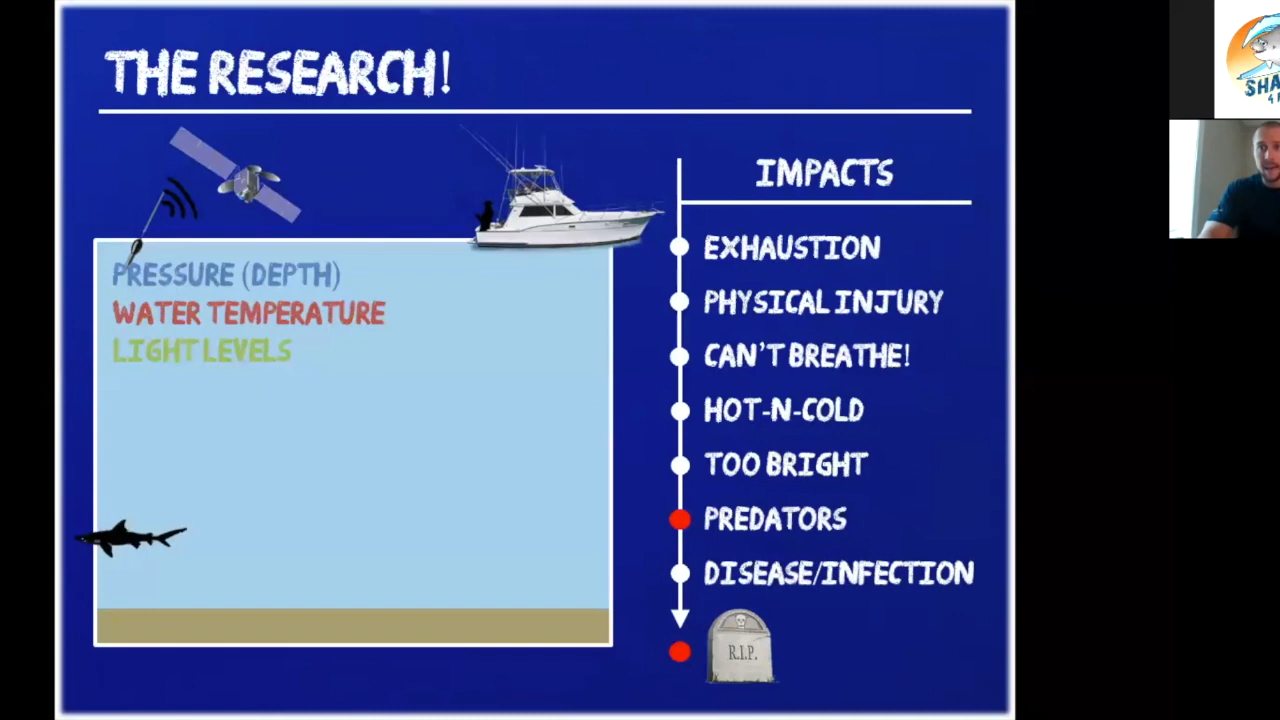 THE RESEARCH!
PRESSURE (DEPTH)
WATER TEMPERATURE
LIGHT LEVELS
IMPACTS
EXHAUSTION
PHYSICAL INJURY
CAN'T BREATHE!
HOT-N-COLD
TOO BRIGHT
PREDATORS
DISEASE/INFECTION
R.I.P.